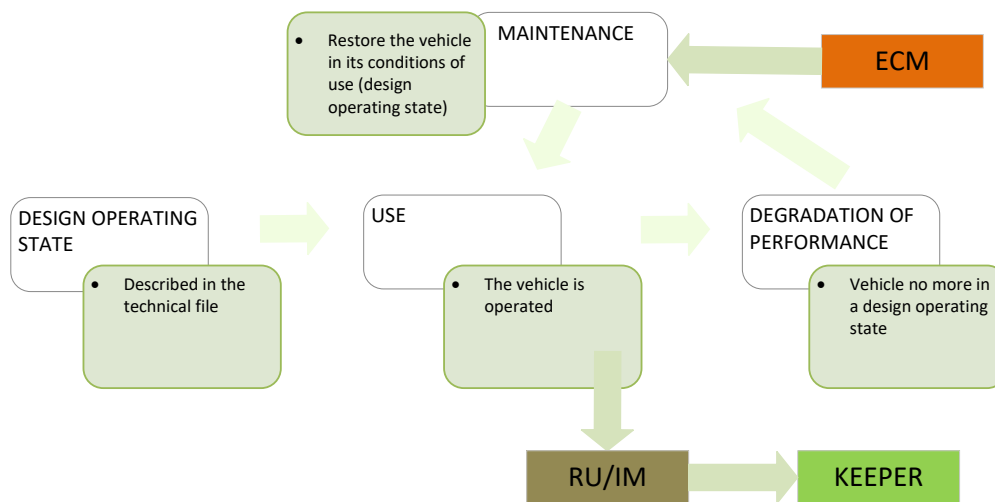 • Restore the vehicle
in its conditions of
use (design
operating state)
MAINTENANCE
ECM
DESIGN OPERATING
STATE
• Described in the
technical file
USE
• The vehicle is
operated
DEGRADATION OF
PERFORMANCE
• Vehicle no more in
a design operating
state
RU/IM
KEEPER